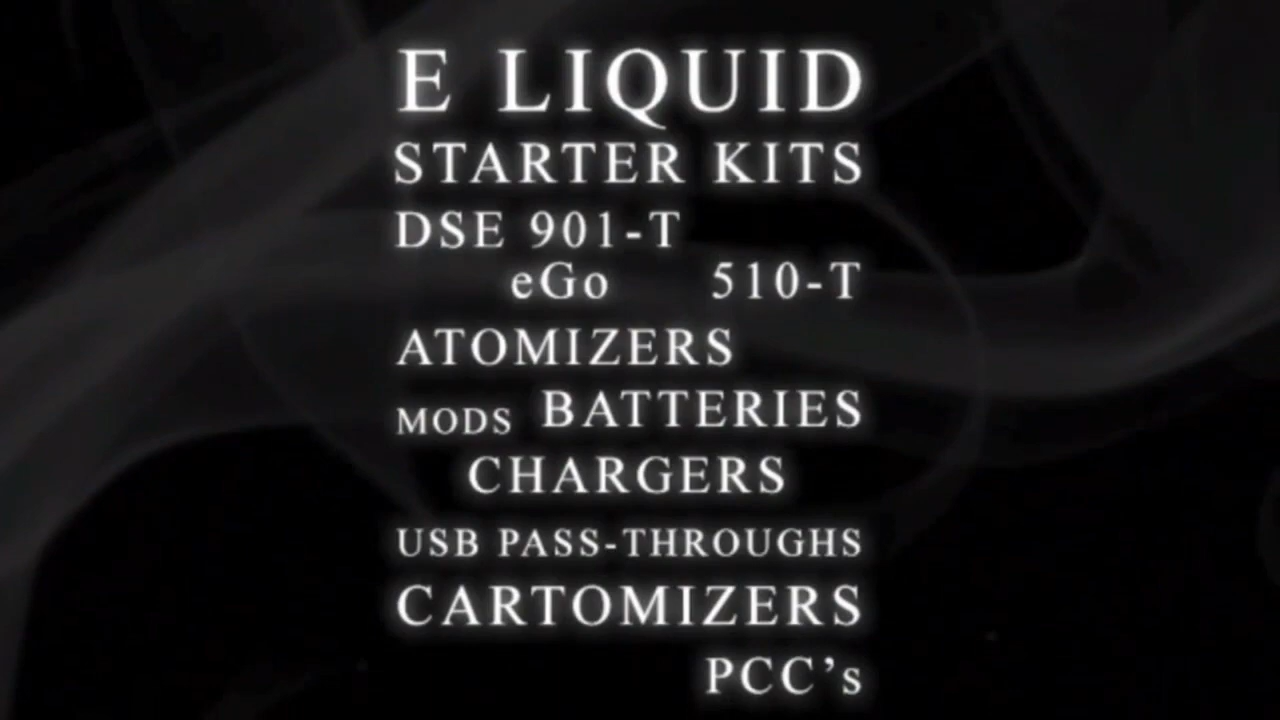 E LIQUID
STARTER KITS
DSE 901-T
eGo 510-T
ATOMIZERS
MODS BATTERIES
CHARGERS
USB PASS-THROUGHS
CARTOMIZERS
PCC's